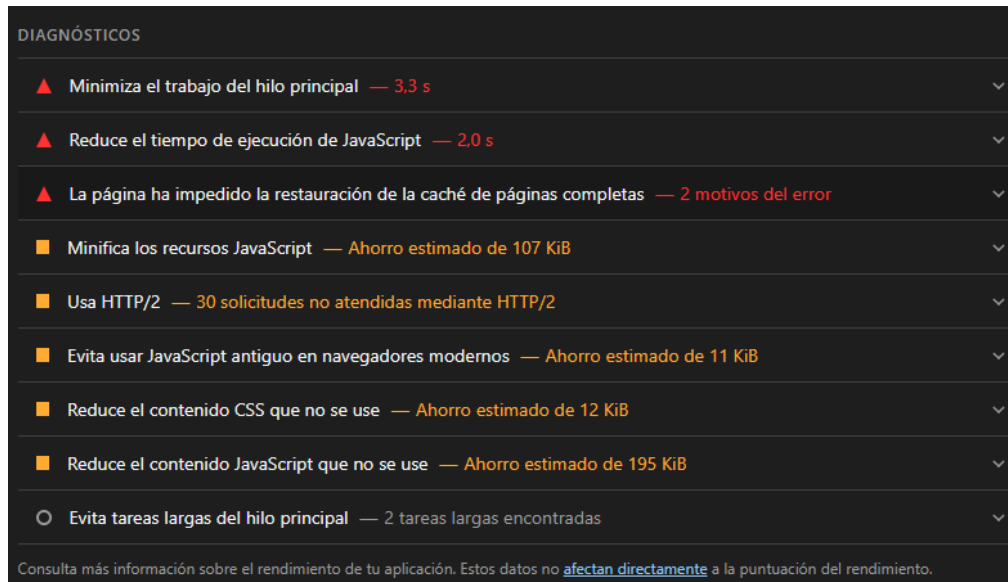 DIAGNÓSTICOS
Minimiza el trabajo del hilo principal — 3,3 s
Reduce el tiempo de ejecución de JavaScript — 2,0 s
La página ha impedido la restauración de la caché de páginas completas — 2 motivos del error
Minifica los recursos JavaScript — Ahorro estimado de 107 KiB
Usa HTTP/2 — 30 solicitudes no atendidas mediante HTTP/2
Evita usar JavaScript antiguo en navegadores modernos — Ahorro estimado de 11 KiB
Reduce el contenido CSS que no se use — Ahorro estimado de 12 KiB
Reduce el contenido JavaScript que no se use — Ahorro estimado de 195 KiB
Evita tareas largas del hilo principal — 2 tareas largas encontradas
Consulta más información sobre el rendimiento de tu aplicación. Estos datos no afectan directamente a la puntuación del rendimiento.